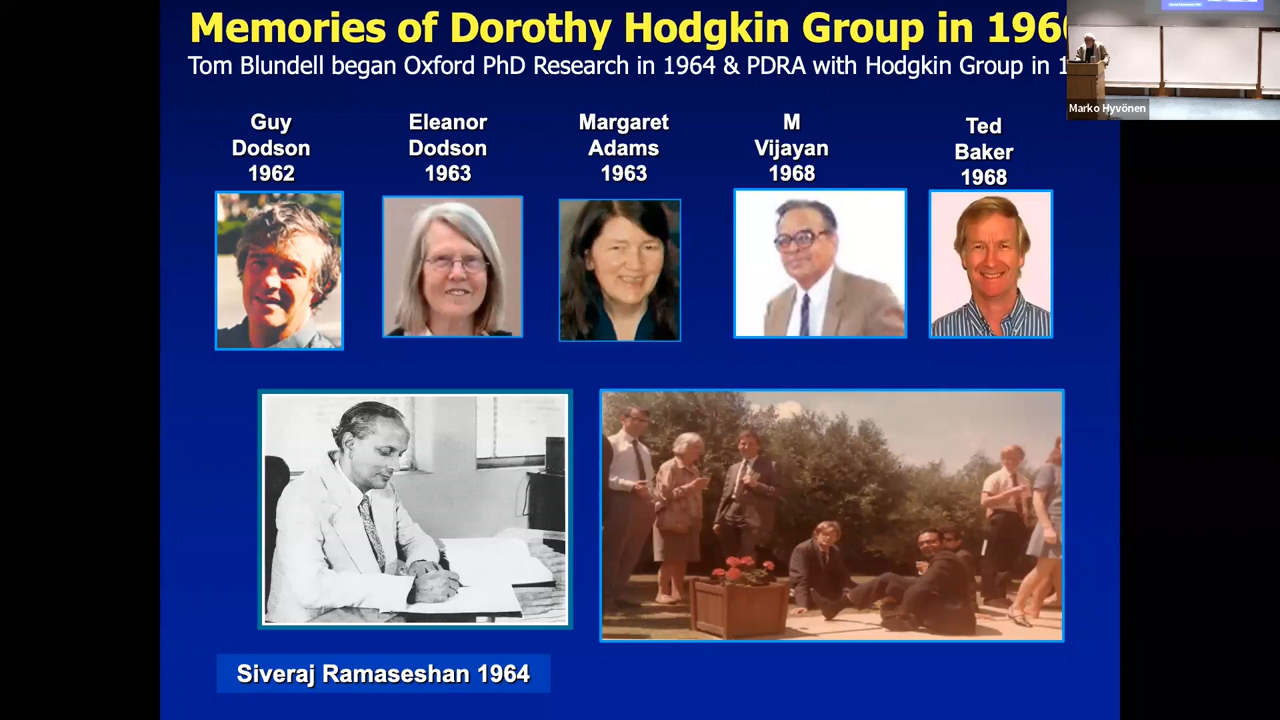 Memories of Dorothy Hodgkin Group in 196
Tom Blundell began Oxford PhD Research in 1964 & PDRA with Hodgkin Group in 1
Marko Hyvönen
Guy
Dodson
1962
Eleanor
Dodson
1963
Margaret
Adams
1963
M
Vijayan
1968
Ted
Baker
1968
Siveraj Ramaseshan 1964